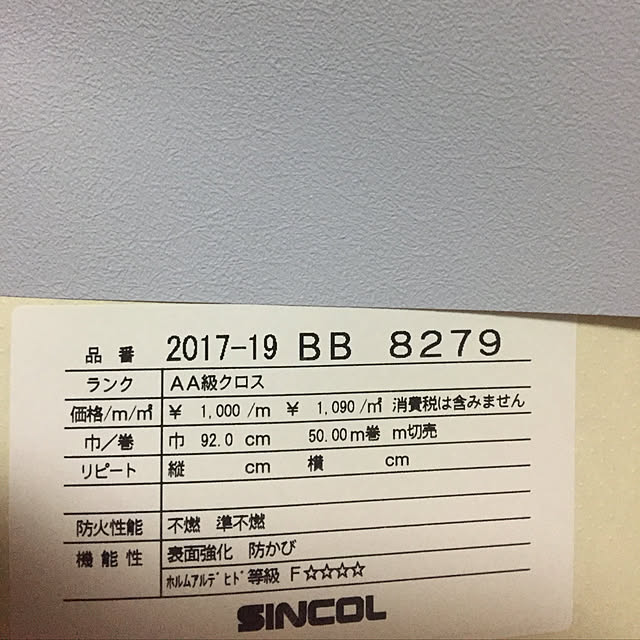 品番 2017-19 BB 8279
ランク AA級クロス
価格/m/㎡ ¥ 1,000 /m ¥ 1,090/㎡ 消費税は含みません
巾/巻 巾 92.0 cm 50.00m巻 m切売
リピート 縦 cm 横 cm
防火性能 不燃 準不燃
機能性 表面強化 防かび
ﾎﾙﾑｱﾙﾃﾞﾋﾄﾞ等級 F☆☆☆☆
SINCOL